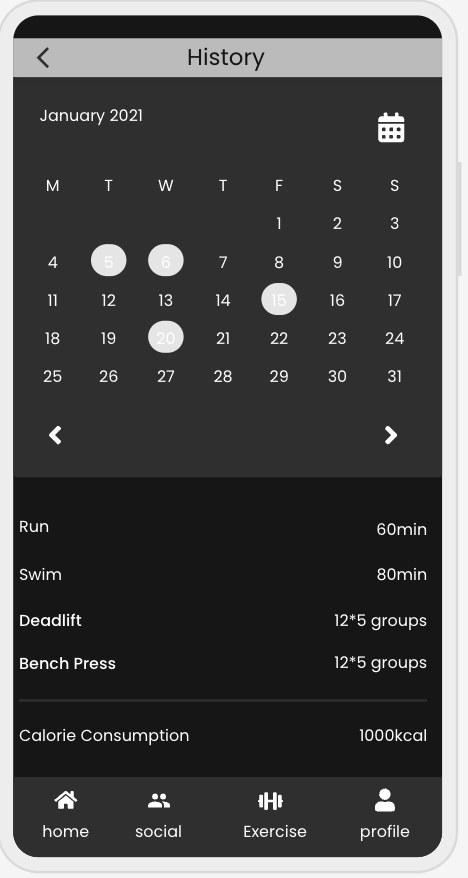 History
January 2021
M T W T F S S
1 2 3
4 5 6 7 8 9 10
11 12 13 14 15 16 17
18 19 20 21 22 23 24
25 26 27 28 29 30 31
Run 60min
Swim 80min
Deadlift 12*5 groups
Bench Press 12*5 groups
Calorie Consumption 1000kcal
home social Exercise profile